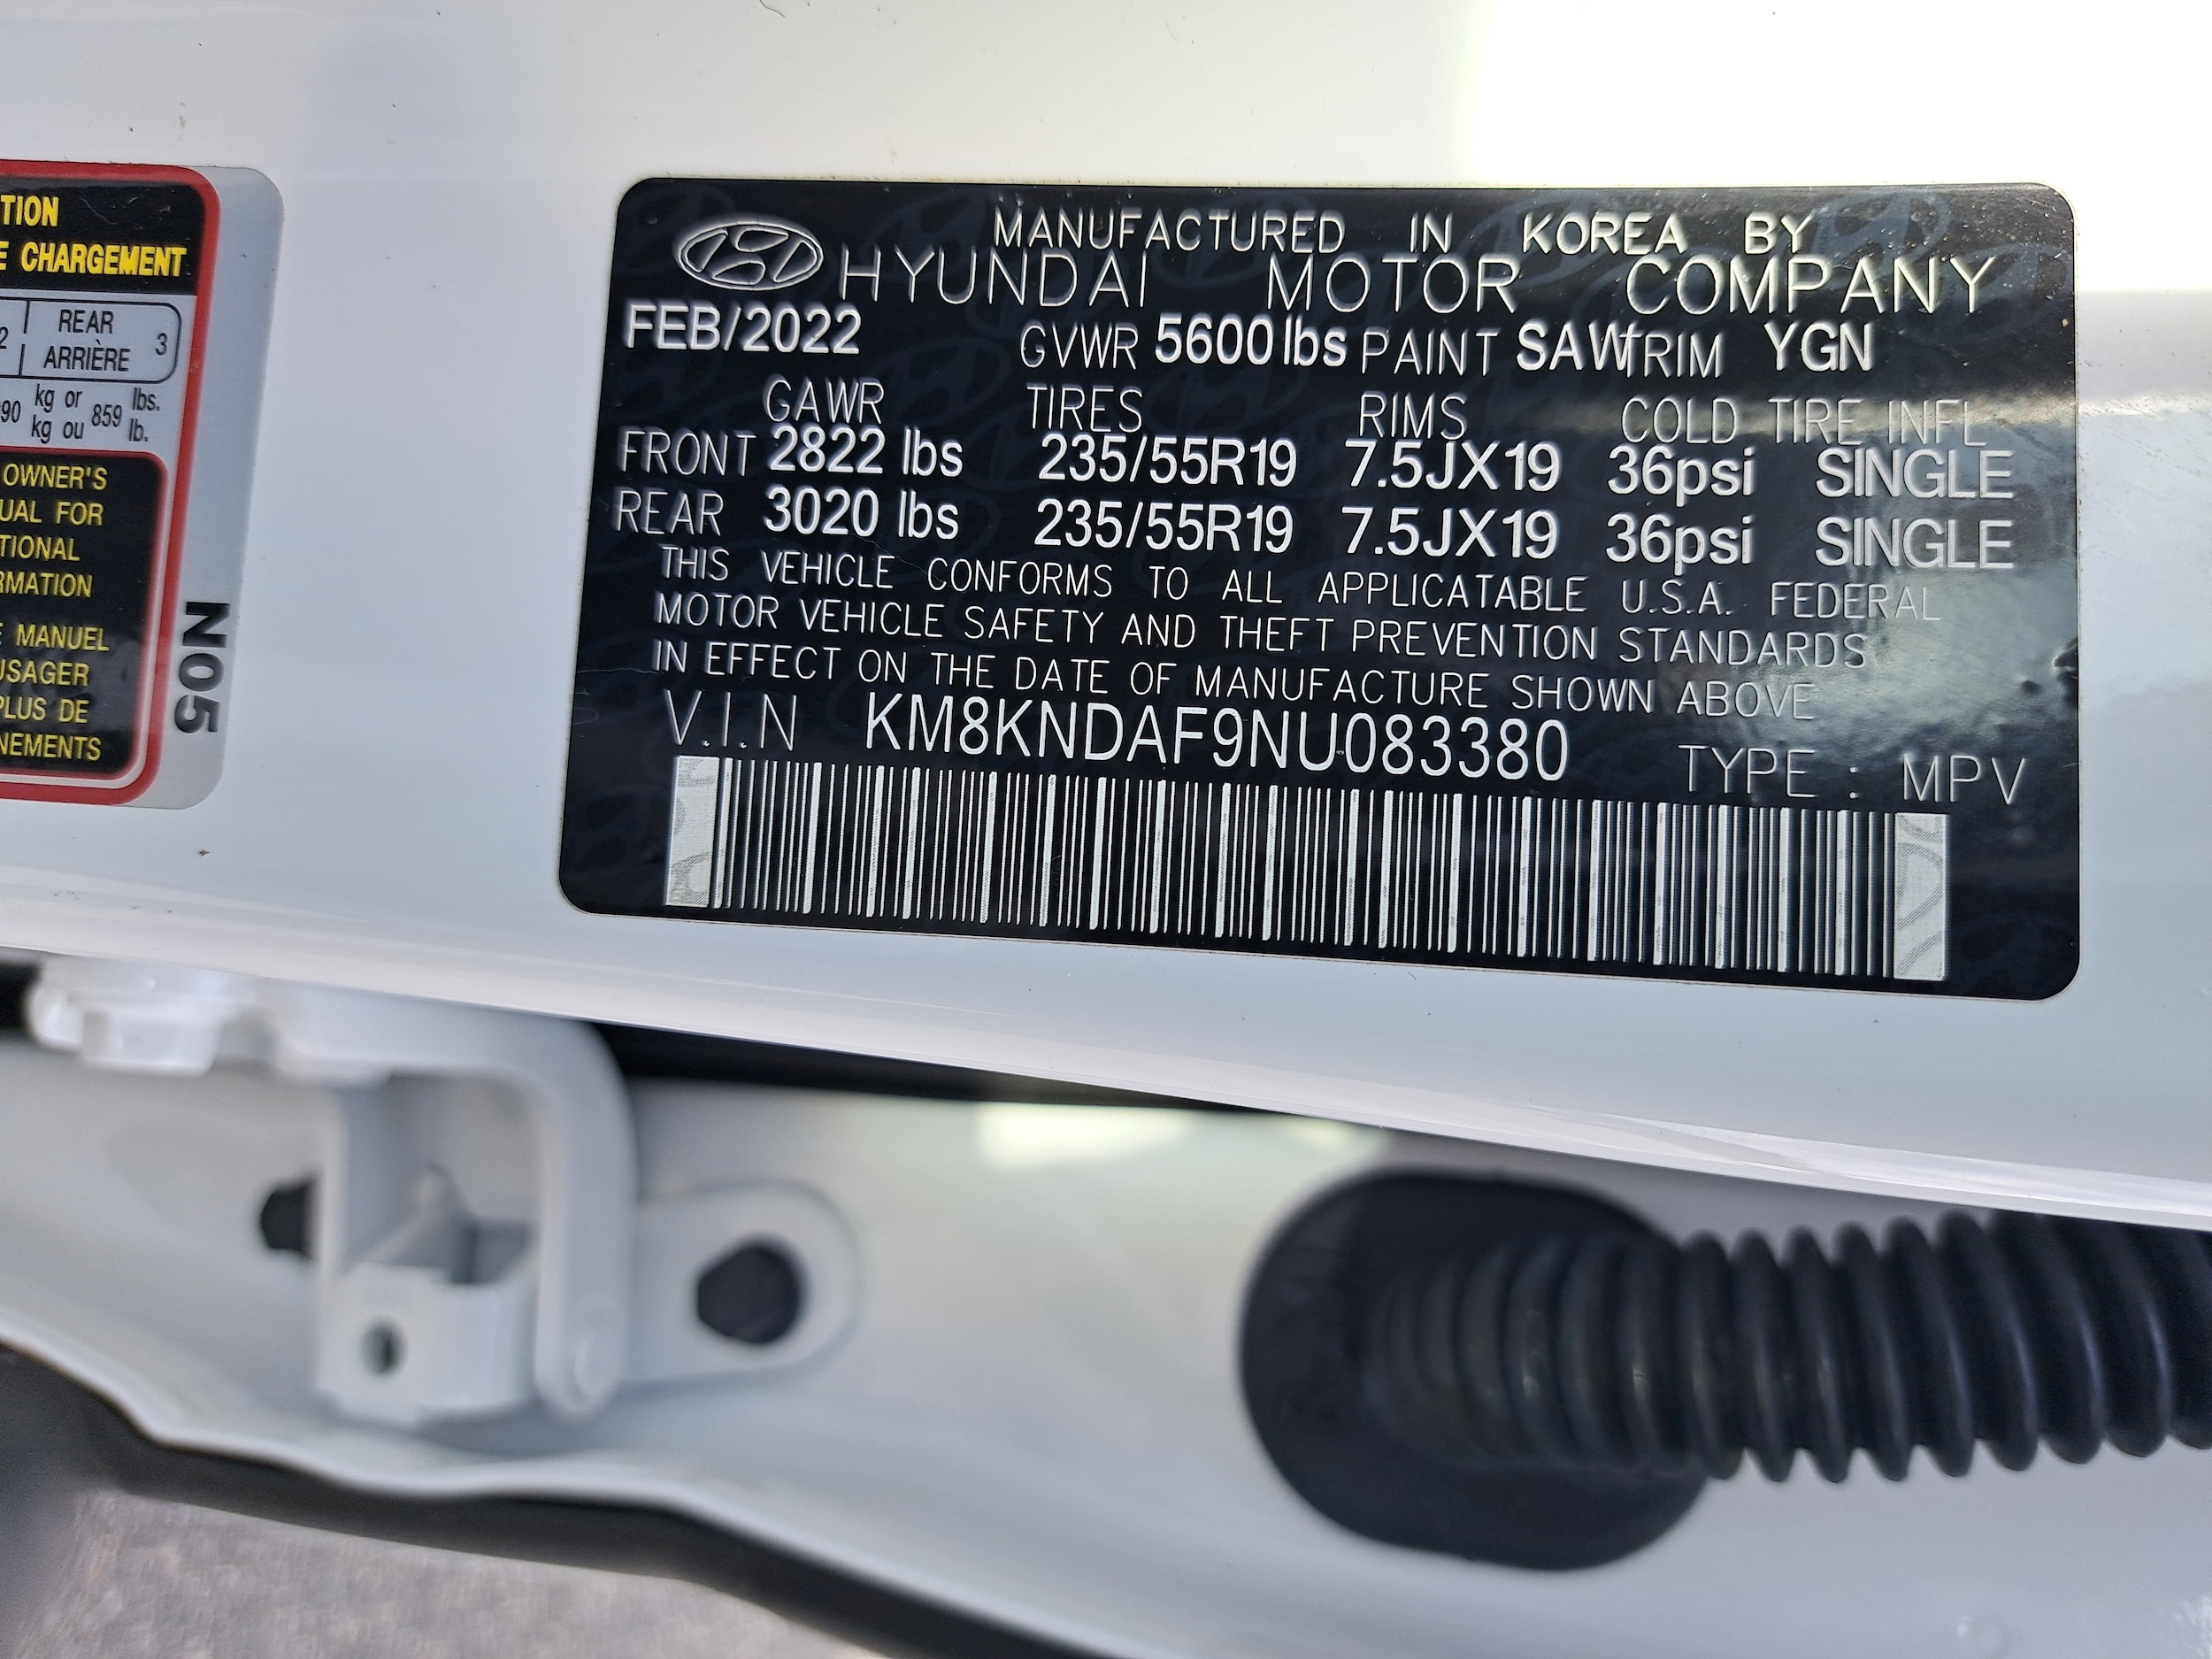 TION
E CHARGEMENT
2 REAR 3
ARRIÈRE
90 kg or 859 lbs.
kg ou lb.
OWNER'S
UAL FOR
TIONAL
RMATION
E MANUEL
USAGER
PLUS DE
NEMENTS
N05
MANUFACTURED IN KOREA BY
HYUNDAI MOTOR COMPANY
FEB/2022 GVWR 5600 lbs PAINT SAW TRIM YGN
GAWR TIRES RIMS COLD TIRE INFL
FRONT 2822 lbs 235/55R19 7.5JX19 36psi SINGLE
REAR 3020 lbs 235/55R19 7.5JX19 36psi SINGLE
THIS VEHICLE CONFORMS TO ALL APPLICATABLE U.S.A. FEDERAL
MOTOR VEHICLE SAFETY AND THEFT PREVENTION STANDARDS
IN EFFECT ON THE DATE OF MANUFACTURE SHOWN ABOVE
V.I.N KM8KNDAF9NU083380 TYPE : MPV